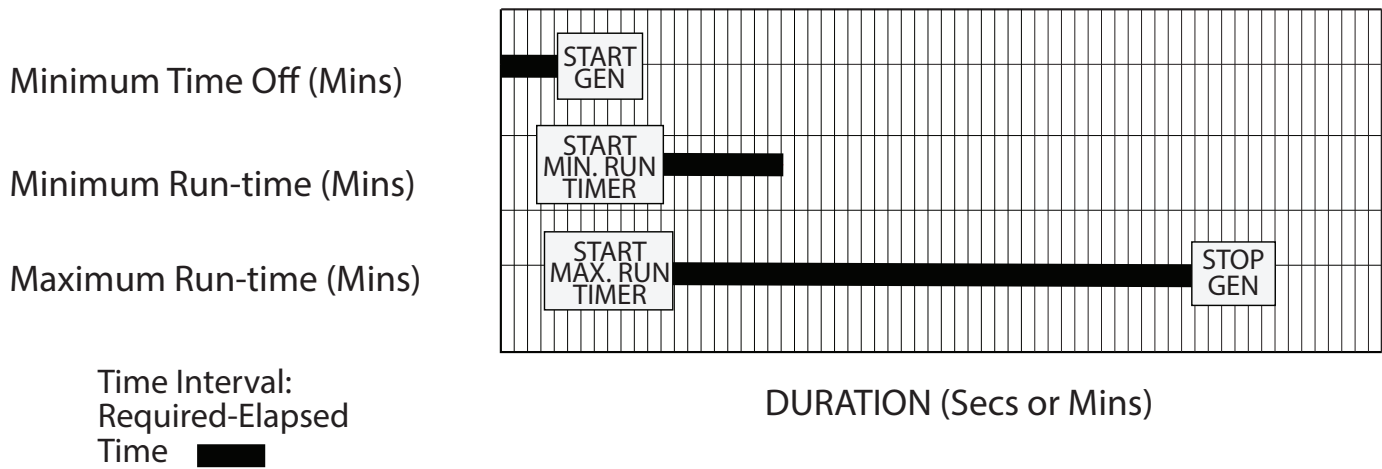 START
GEN
Minimum Time Off (Mins)
START
MIN. RUN
TIMER
Minimum Run-time (Mins)
START
MAX. RUN
TIMER
STOP
GEN
Maximum Run-time (Mins)
Time Interval:
Required-Elapsed
Time
DURATION (Secs or Mins)